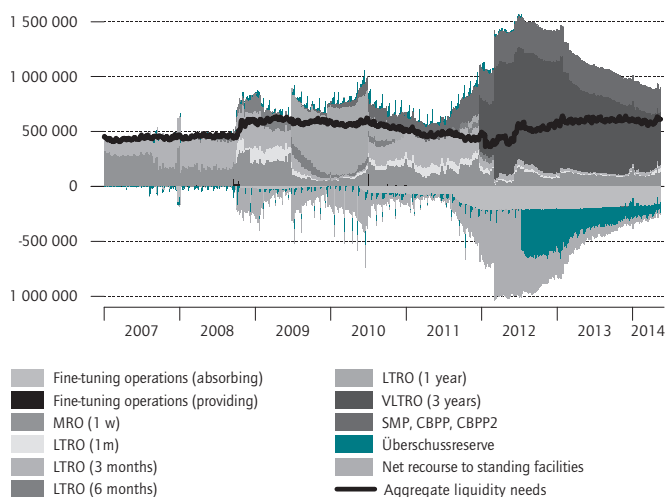 1 500 000
1 000 000
500 000
0
-500 000
1 000 000
2007 2008 2009 2010 2011 2012 2013 2014
Fine-tuning operations (absorbing)
Fine-tuning operations (providing)
MRO (1 w)
LTRO (1m)
LTRO (3 months)
LTRO (6 months)
LTRO (1 year)
VLTRO (3 years)
SMP, CBPP, CBPP2
Überschussreserve
Net recourse to standing facilities
Aggregate liquidity needs